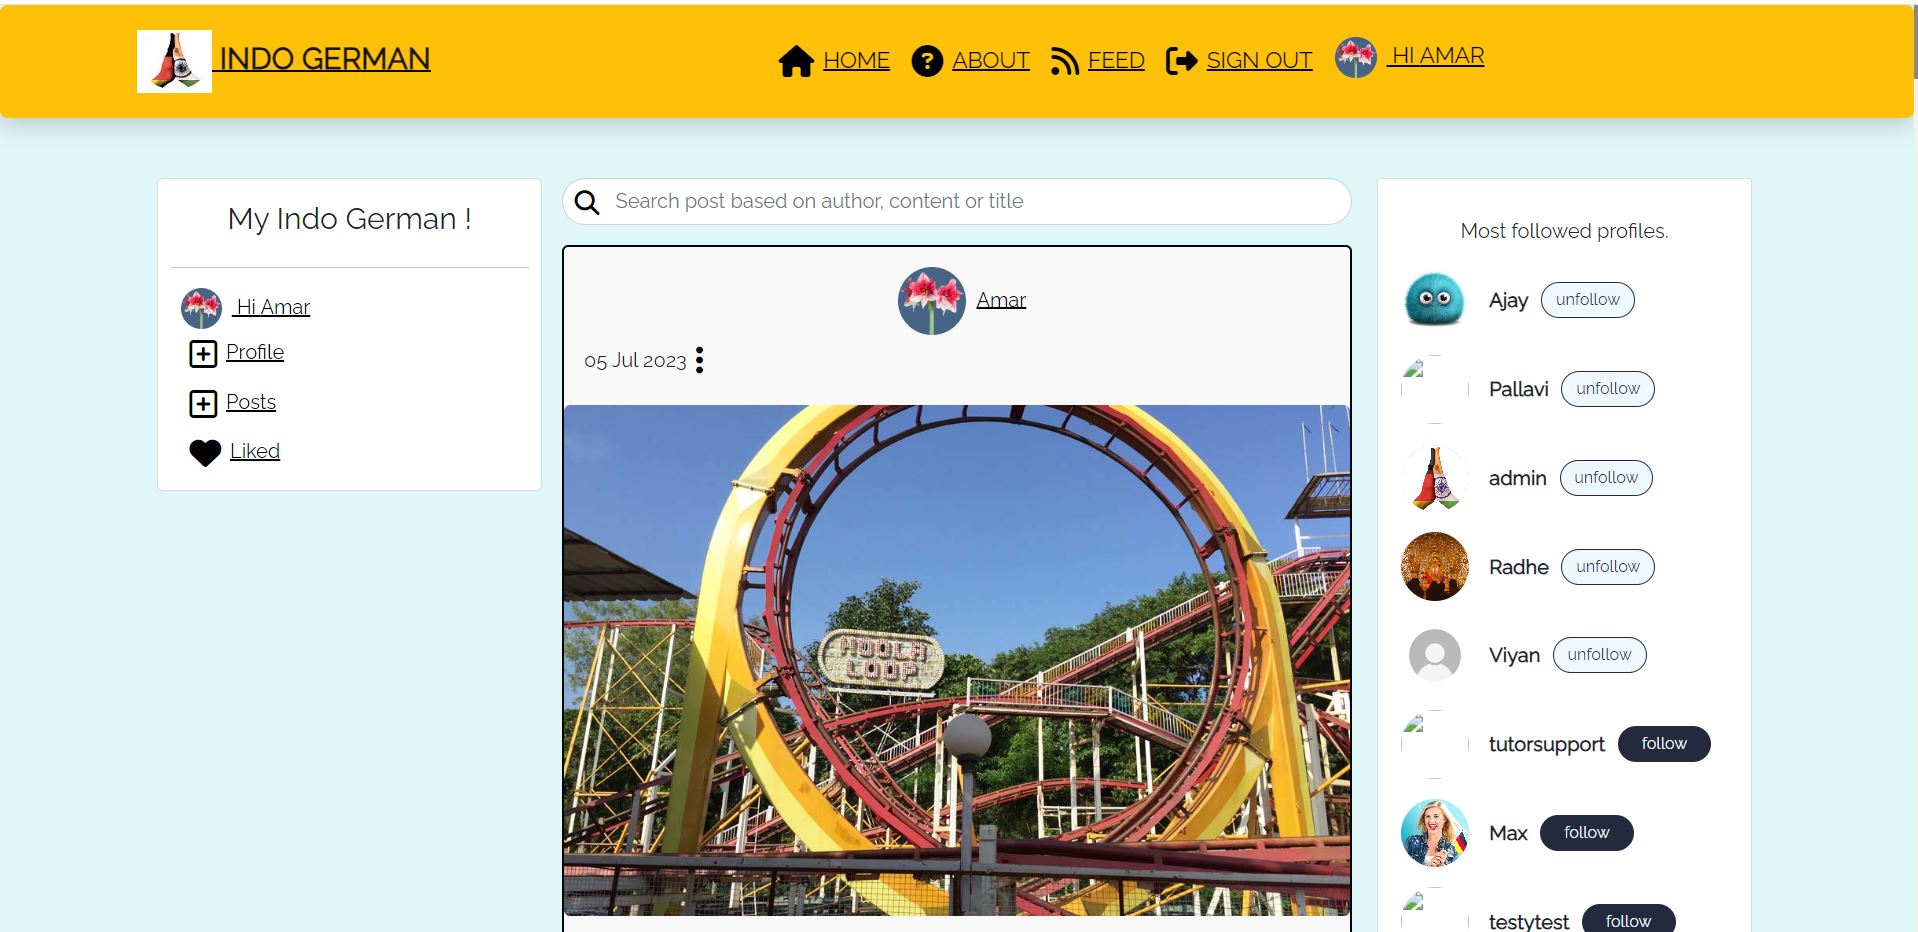 INDO GERMAN
HOME
ABOUT
FEED
SIGN OUT
HI AMAR
My Indo German !
Hi Amar
Profile
Posts
Liked
Search post based on author, content or title
Amar
05 Jul 2023
LOOP
Most followed profiles.
Ajay unfollow
Pallavi unfollow
admin unfollow
Radhe unfollow
Viyan unfollow
tutorsupport follow
Max follow
testytest follow